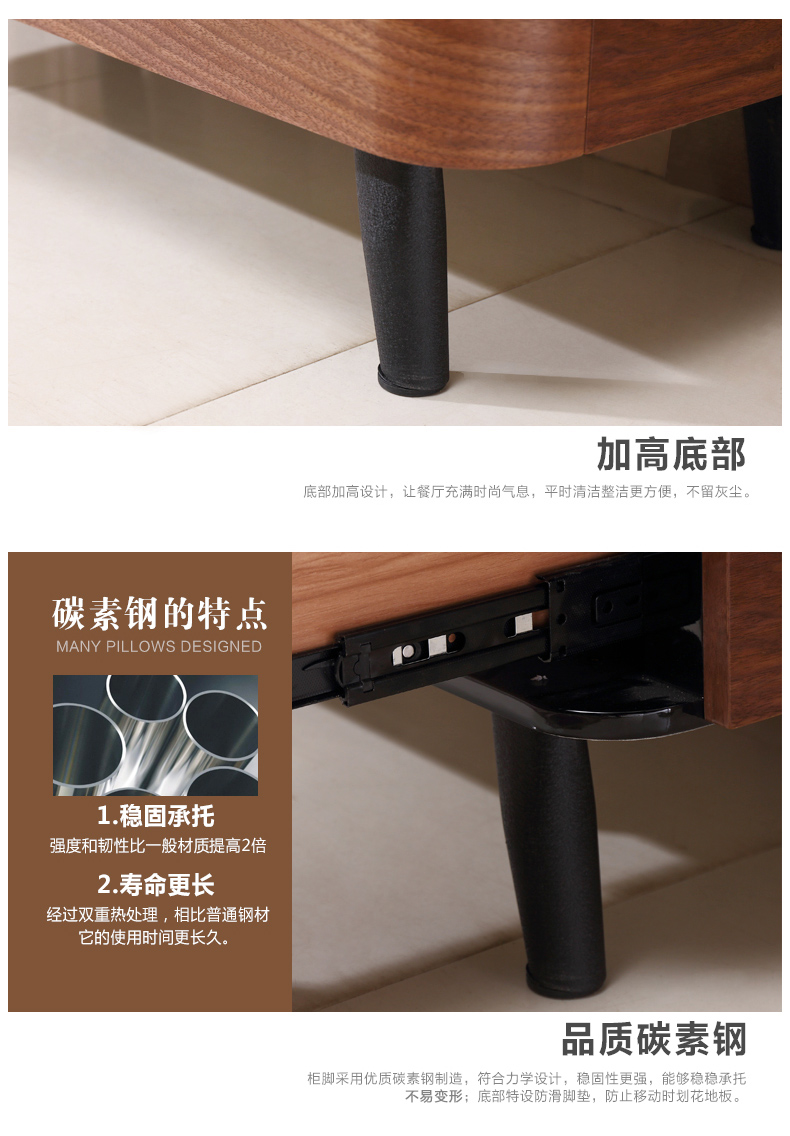 加高底部
底部加高设计，让餐厅充满时尚气息，平时清洁整洁更方便，不留灰尘。
碳素钢的特点
MANY PILLOWS DESIGNED
1.稳固承托
强度和韧性比一般材质提高2倍
2.寿命更长
经过双重热处理，相比普通钢材
它的使用时间更长久。
品质碳素钢
柜脚采用优质碳素钢制造，符合力学设计，稳固性更强，能够稳稳承托
不易变形；底部特设防滑脚垫，防止移动时划花地板。